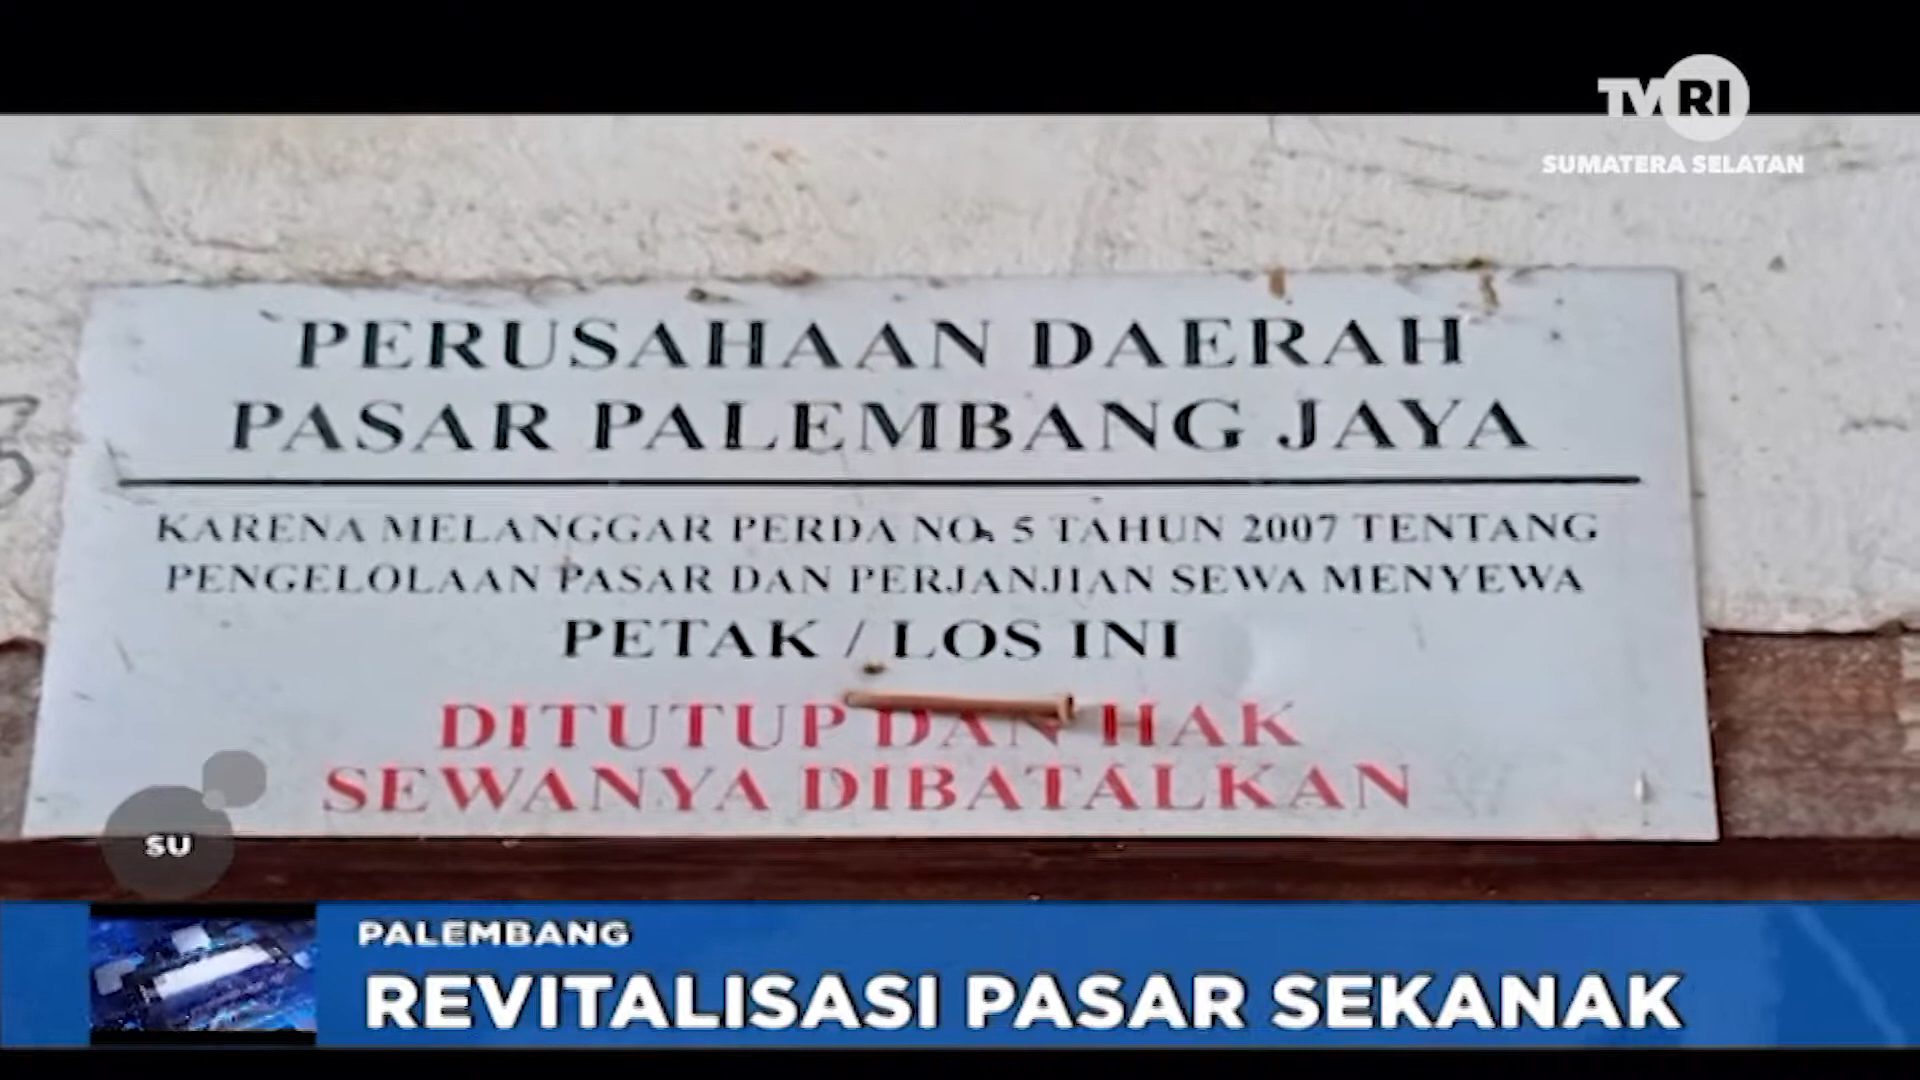 TVRI
SUMATERA SELATAN
PERUSAHAAN DAERAH
PASAR PALEMBANG JAYA
KARENA MELANGGAR PERDA NO. 5 TAHUN 2007 TENTANG
PENGELOLAAN PASAR DAN PERJANJIAN SEWA MENYEWA
PETAK / LOS INI
DITUTUP DAN HAK
SEWANYA DIBATALKAN
SU
PALEMBANG
REVITALISASI PASAR SEKANAK